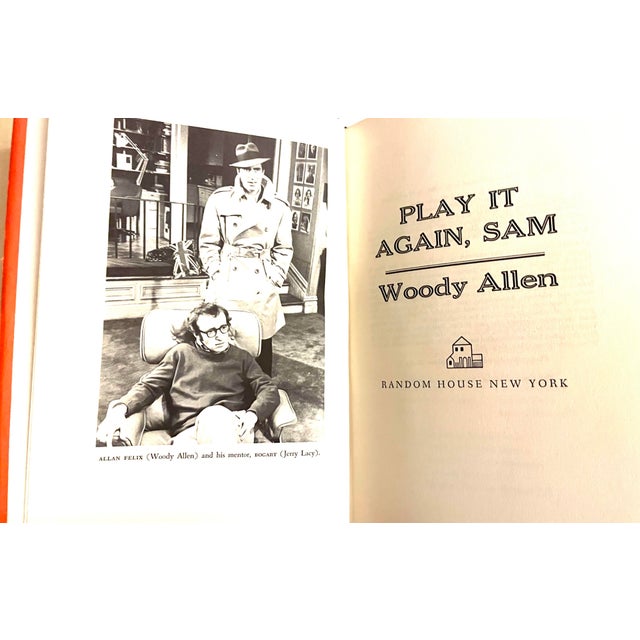 ALLAN FELIX (Woody Allen) and his mentor, BOGART (Jerry Lacy).
PLAY IT
AGAIN, SAM
Woody Allen
RANDOM HOUSE NEW YORK